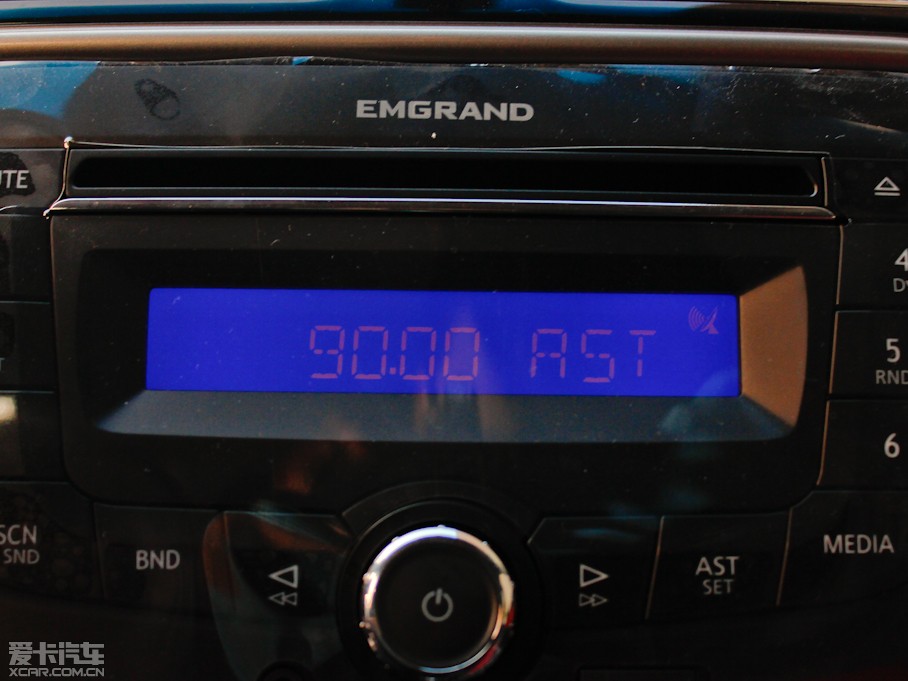 EMGRAND
UTE
90.00 AST
4
5
RND
6
SCN
SND
BND
AST
SET
MEDIA
爱卡汽车
XCAR.COM.CN